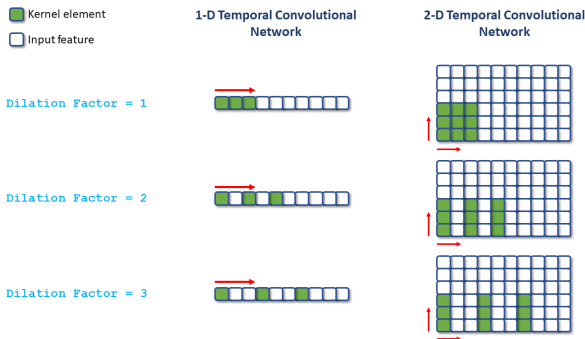 Kernel element
Input feature
1-D Temporal Convolutional
Network
2-D Temporal Convolutional
Network
Dilation Factor = 1
Dilation Factor = 2
Dilation Factor = 3